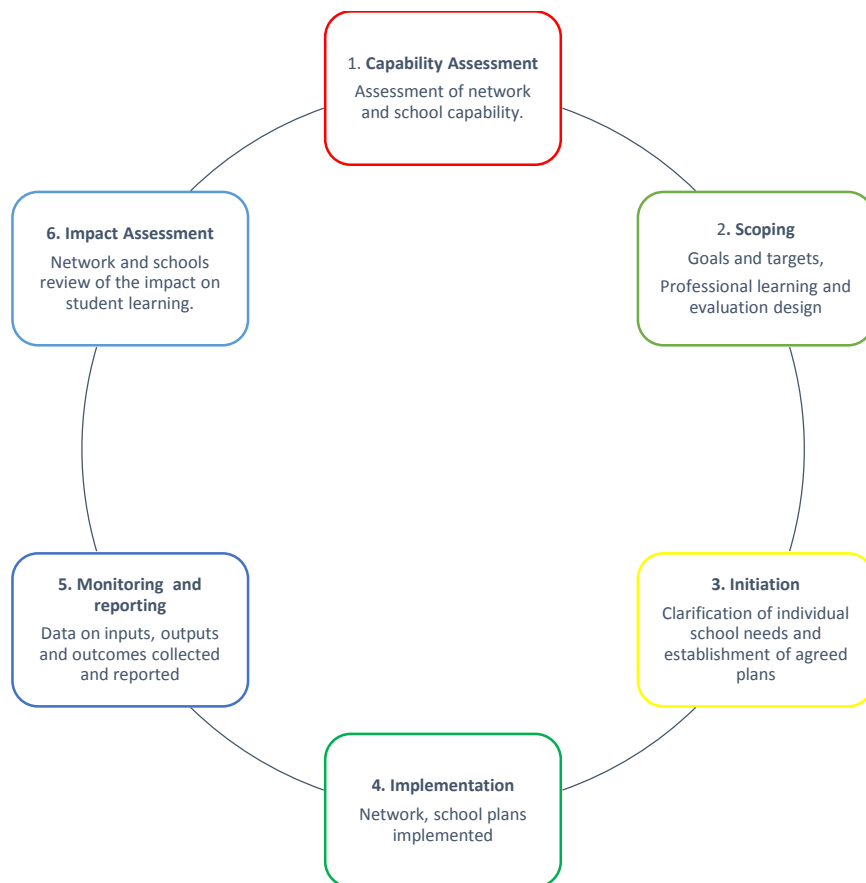 1. Capability Assessment
Assessment of network
and school capability.
2. Scoping
Goals and targets,
Professional learning and
evaluation design
3. Initiation
Clarification of individual
school needs and
establishment of agreed
plans
4. Implementation
Network, school plans
implemented
5. Monitoring and
reporting
Data on inputs, outputs
and outcomes collected
and reported
6. Impact Assessment
Network and schools
review of the impact on
student learning.